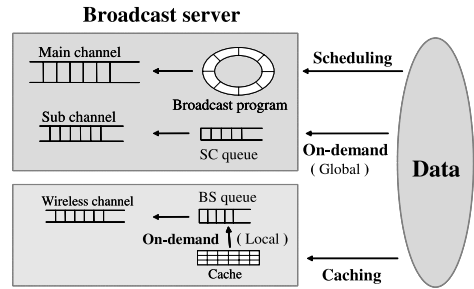 Broadcast server
Main channel
Scheduling
Broadcast program
Sub channel
SC queue
On-demand
( Global )
Data
BS queue
Wireless channel
On-demand ( Local )
Cache
Caching